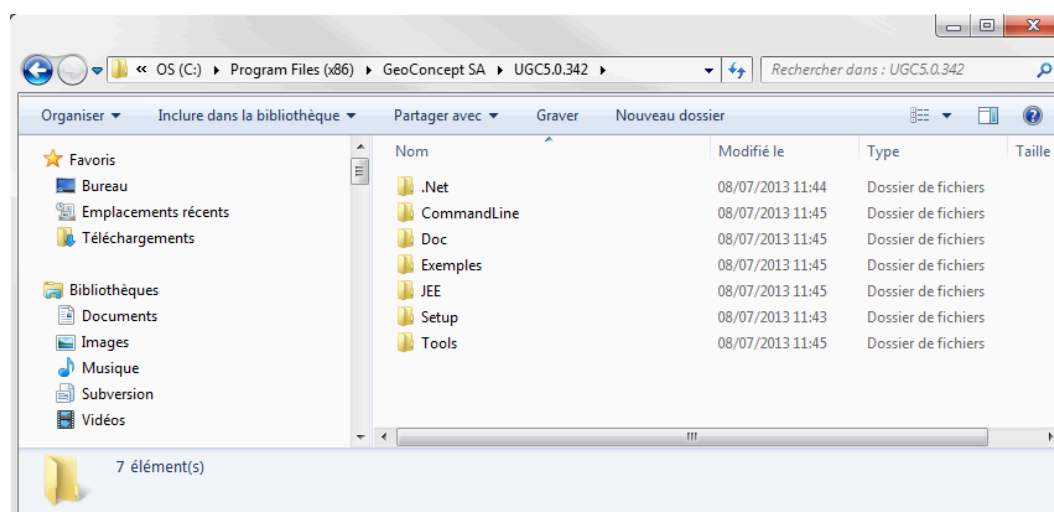 « OS (C:) Program Files (x86) GeoConcept SA UGC5.0.342 Rechercher dans : UGC5.0.342
Organiser Inclure dans la bibliothèque Partager avec Graver Nouveau dossier
Favoris
Bureau
Emplacements récents
Téléchargements
Bibliothèques
Documents
Images
Musique
Subversion
Vidéos
Nom Modifié le Type Taille
.Net 08/07/2013 11:44 Dossier de fichiers
CommandLine 08/07/2013 11:45 Dossier de fichiers
Doc 08/07/2013 11:45 Dossier de fichiers
Exemples 08/07/2013 11:45 Dossier de fichiers
JEE 08/07/2013 11:45 Dossier de fichiers
Setup 08/07/2013 11:43 Dossier de fichiers
Tools 08/07/2013 11:45 Dossier de fichiers
7 élément(s)